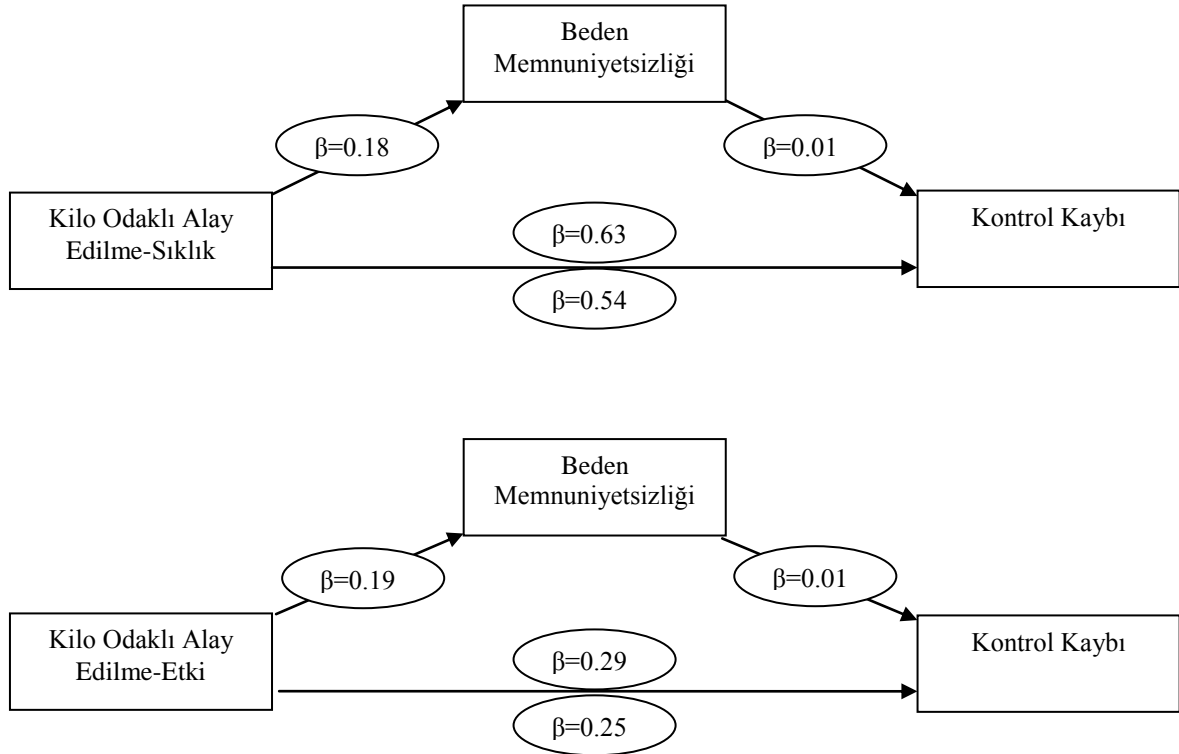 Beden
Memnuniyetsizliği
β=0.18
β=0.01
Kilo Odaklı Alay
Edilme-Sıklık
β=0.63
β=0.54
Kontrol Kaybı
Beden
Memnuniyetsizliği
β=0.19
β=0.01
Kilo Odaklı Alay
Edilme-Etki
β=0.29
β=0.25
Kontrol Kaybı